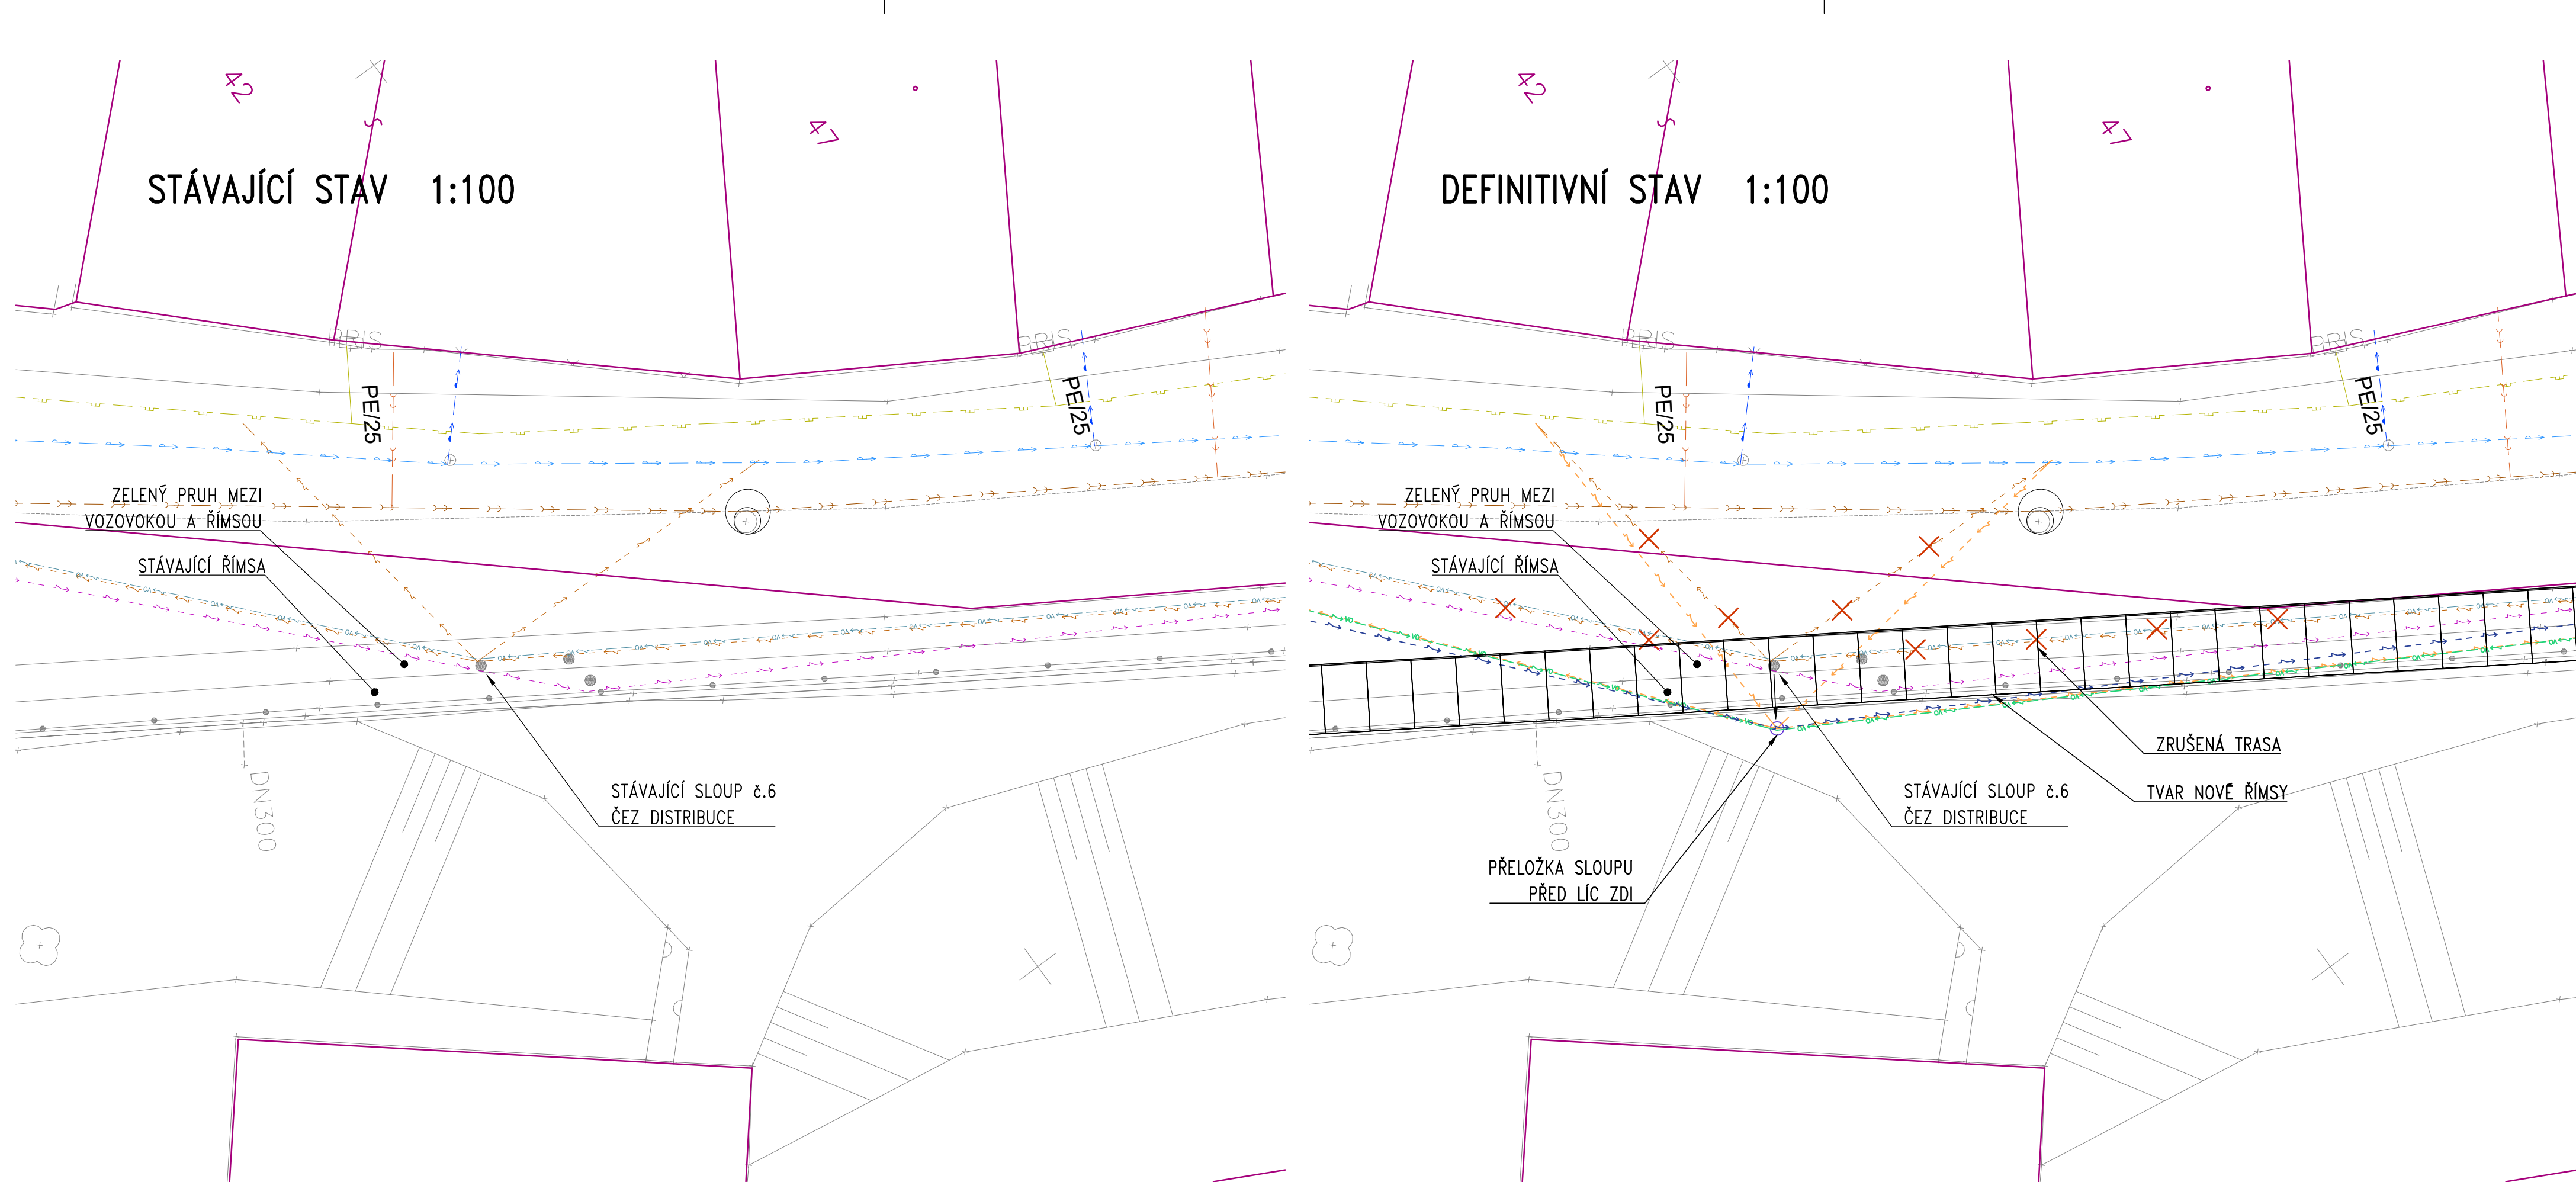 42
47
S
STÁVAJÍCÍ STAV 1:100
PE/25
PE/25
ZELENÝ PRUH MEZI
VOZOVOKOU A ŘÍMSOU
STÁVAJÍCÍ ŘÍMSA
STÁVAJÍCÍ SLOUP č.6
ČEZ DISTRIBUCE
DN300
42
47
S
DEFINITIVNÍ STAV 1:100
PE/25
PE/25
ZELENÝ PRUH MEZI
VOZOVOKOU A ŘÍMSOU
STÁVAJÍCÍ ŘÍMSA
ZRUŠENÁ TRASA
TVAR NOVÉ ŘÍMSY
STÁVAJÍCÍ SLOUP č.6
ČEZ DISTRIBUCE
DN300
PŘELOŽKA SLOUPU
PŘED LÍC ZDI